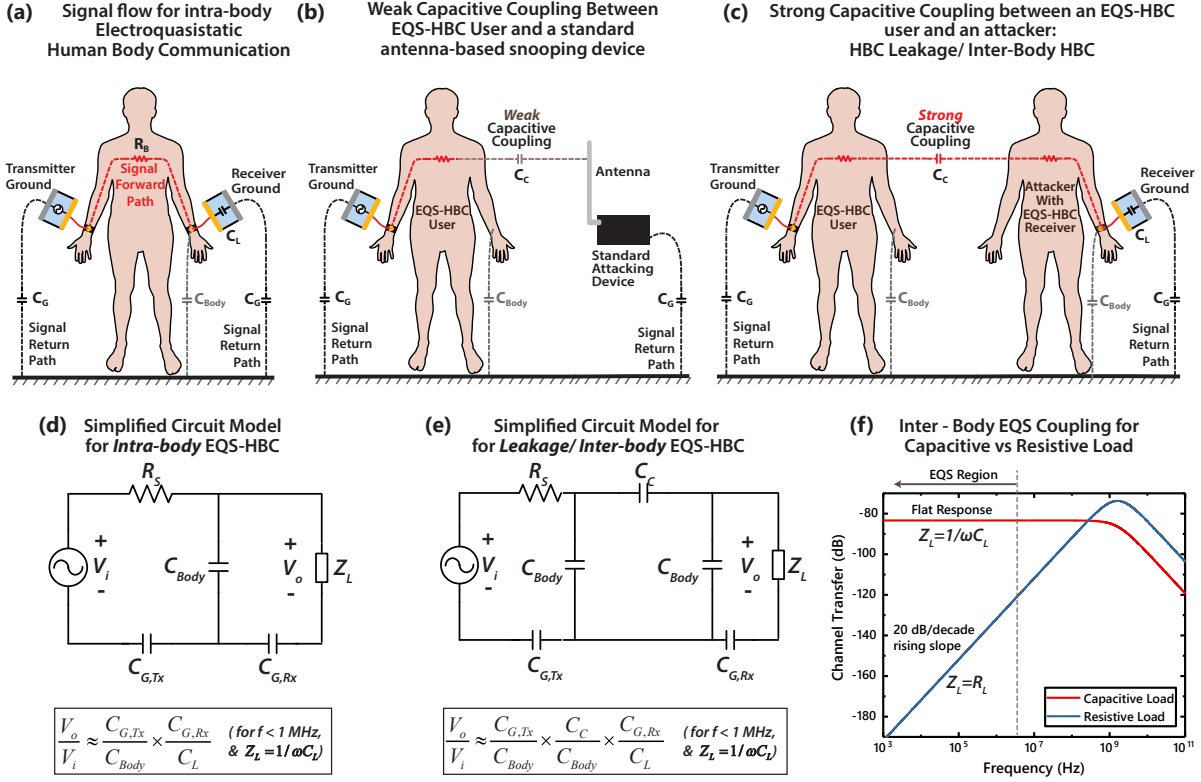 (a)
Signal flow for intra-body
Electroquasistatic
Human Body Communication
R_B
Signal
Forward
Path
Transmitter
Ground
Receiver
Ground
C_L
C_G
C_Body
C_G
Signal
Return
Path
Signal
Return
Path
(b)
Weak Capacitive Coupling Between
EQS-HBC User and a standard
antenna-based snooping device
Weak
Capacitive
Coupling
C_C
Transmitter
Ground
Antenna
EQS-HBC
User
Standard
Attacking
Device
C_G
C_Body
C_G
Signal
Return
Path
Signal
Return
Path
(c)
Strong Capacitive Coupling between an EQS-HBC
user and an attacker:
HBC Leakage/ Inter-Body HBC
Strong
Capacitive
Coupling
C_C
Transmitter
Ground
Receiver
Ground
EQS-HBC
User
Attacker
With
EQS-HBC
Receiver
C_L
C_G
C_Body
C_Body
C_G
Signal
Return
Path
Signal
Return
Path
(d)
Simplified Circuit Model
for Intra-body EQS-HBC
R_S
+
V_i
-
C_Body
+
V_o
-
Z_L
C_G,Tx
C_G,Rx
V_o/V_i ≈ C_G,Tx/C_Body × C_G,Rx/C_L (for f < 1 MHz, & Z_L=1/ωC_L)
(e)
Simplified Circuit Model for
for Leakage/ Inter-body EQS-HBC
R_S
C_C
+
V_i
-
C_Body
C_Body
+
V_o
-
Z_L
C_G,Tx
C_G,Rx
V_o/V_i ≈ C_G,Tx/C_Body × C_C/C_Body × C_G,Rx/C_L (for f < 1 MHz, & Z_L=1/ωC_L)
(f)
Inter - Body EQS Coupling for
Capacitive vs Resistive Load
EQS Region
Flat Response
Z_L=1/ωC_L
20 dB/decade
rising slope
Z_L=R_L
Capacitive Load
Resistive Load
Channel Transfer (dB)
-80
-100
-120
-140
-160
-180
10^3 10^5 10^7 10^9 10^11
Frequency (Hz)